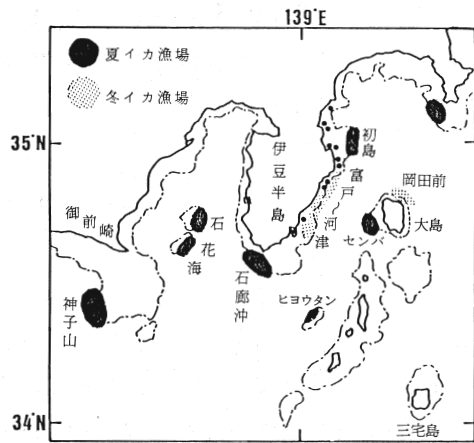 139°E
夏イカ漁場
冬イカ漁場
35°N
初島
伊豆半島
富戸
岡田前
御前崎
石花海
河津
大島
センバ
石廊沖
神子山
ヒヨウタン
34°N
三宅島